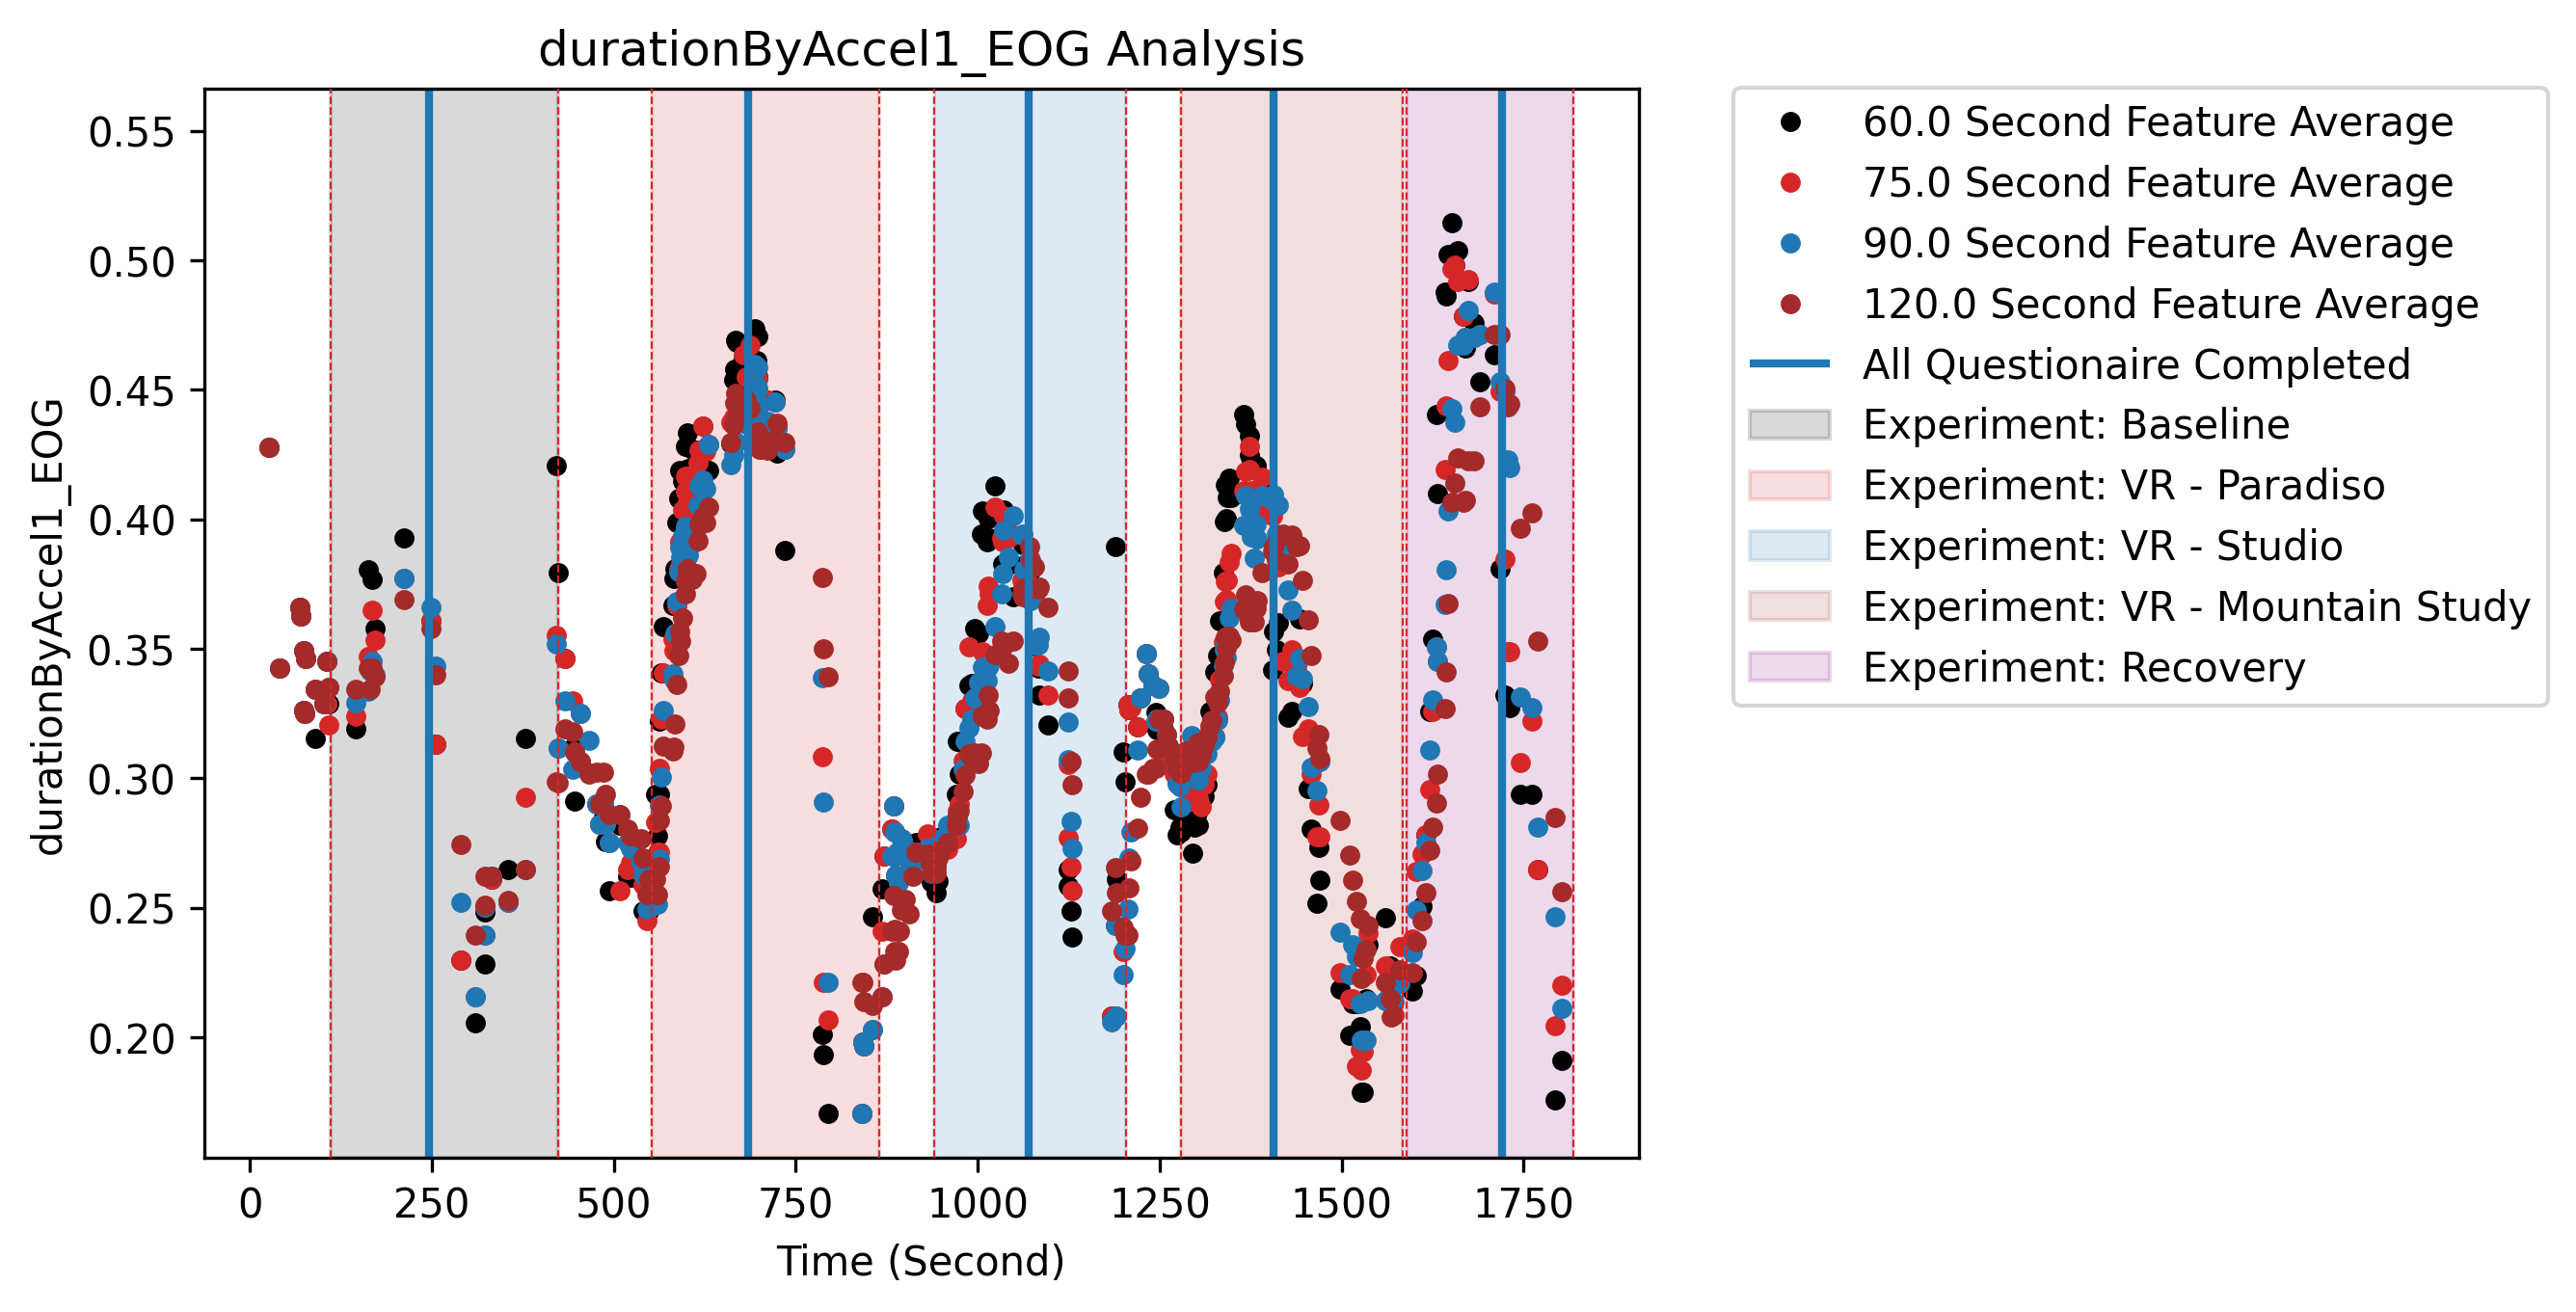 durationByAccel1_EOG Analysis
durationByAccel1_EOG
0.55
0.50
0.45
0.40
0.35
0.30
0.25
0.20
0 250 500 750 1000 1250 1500 1750
Time (Second)
60.0 Second Feature Average
75.0 Second Feature Average
90.0 Second Feature Average
120.0 Second Feature Average
All Questionaire Completed
Experiment: Baseline
Experiment: VR - Paradiso
Experiment: VR - Studio
Experiment: VR - Mountain Study
Experiment: Recovery